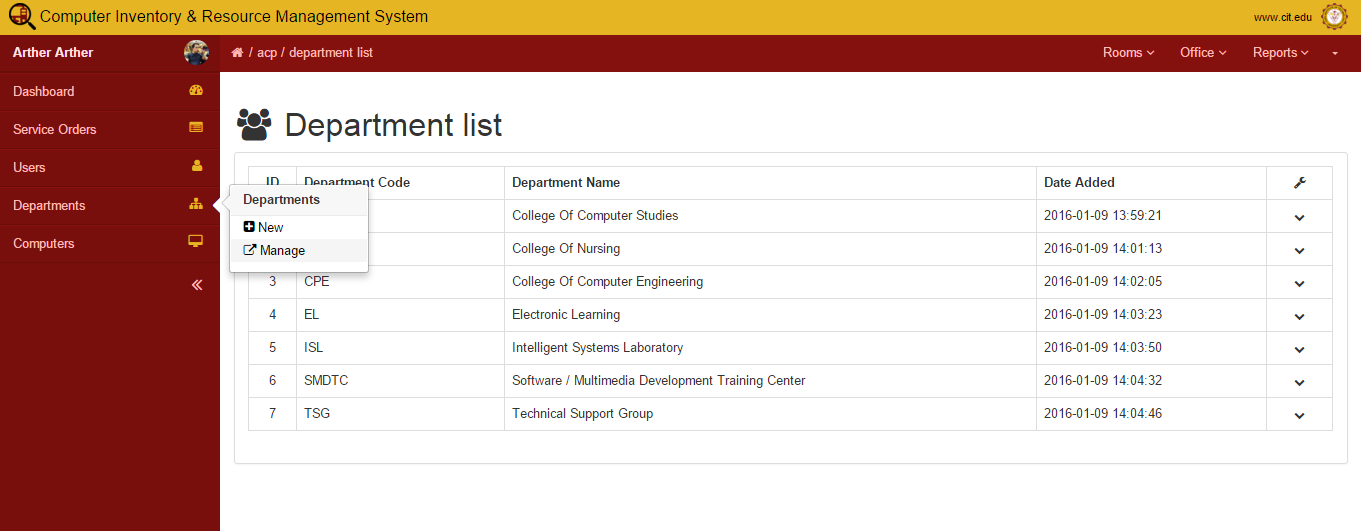 Computer Inventory & Resource Management System www.cit.edu
Arther Arther / acp / department list Rooms Office Reports
Dashboard
Service Orders
Users
Departments
Computers
Department list
ID Department Code Department Name Date Added
College Of Computer Studies 2016-01-09 13:59:21
College Of Nursing 2016-01-09 14:01:13
3 CPE College Of Computer Engineering 2016-01-09 14:02:05
4 EL Electronic Learning 2016-01-09 14:03:23
5 ISL Intelligent Systems Laboratory 2016-01-09 14:03:50
6 SMDTC Software / Multimedia Development Training Center 2016-01-09 14:04:32
7 TSG Technical Support Group 2016-01-09 14:04:46
Departments
New
Manage